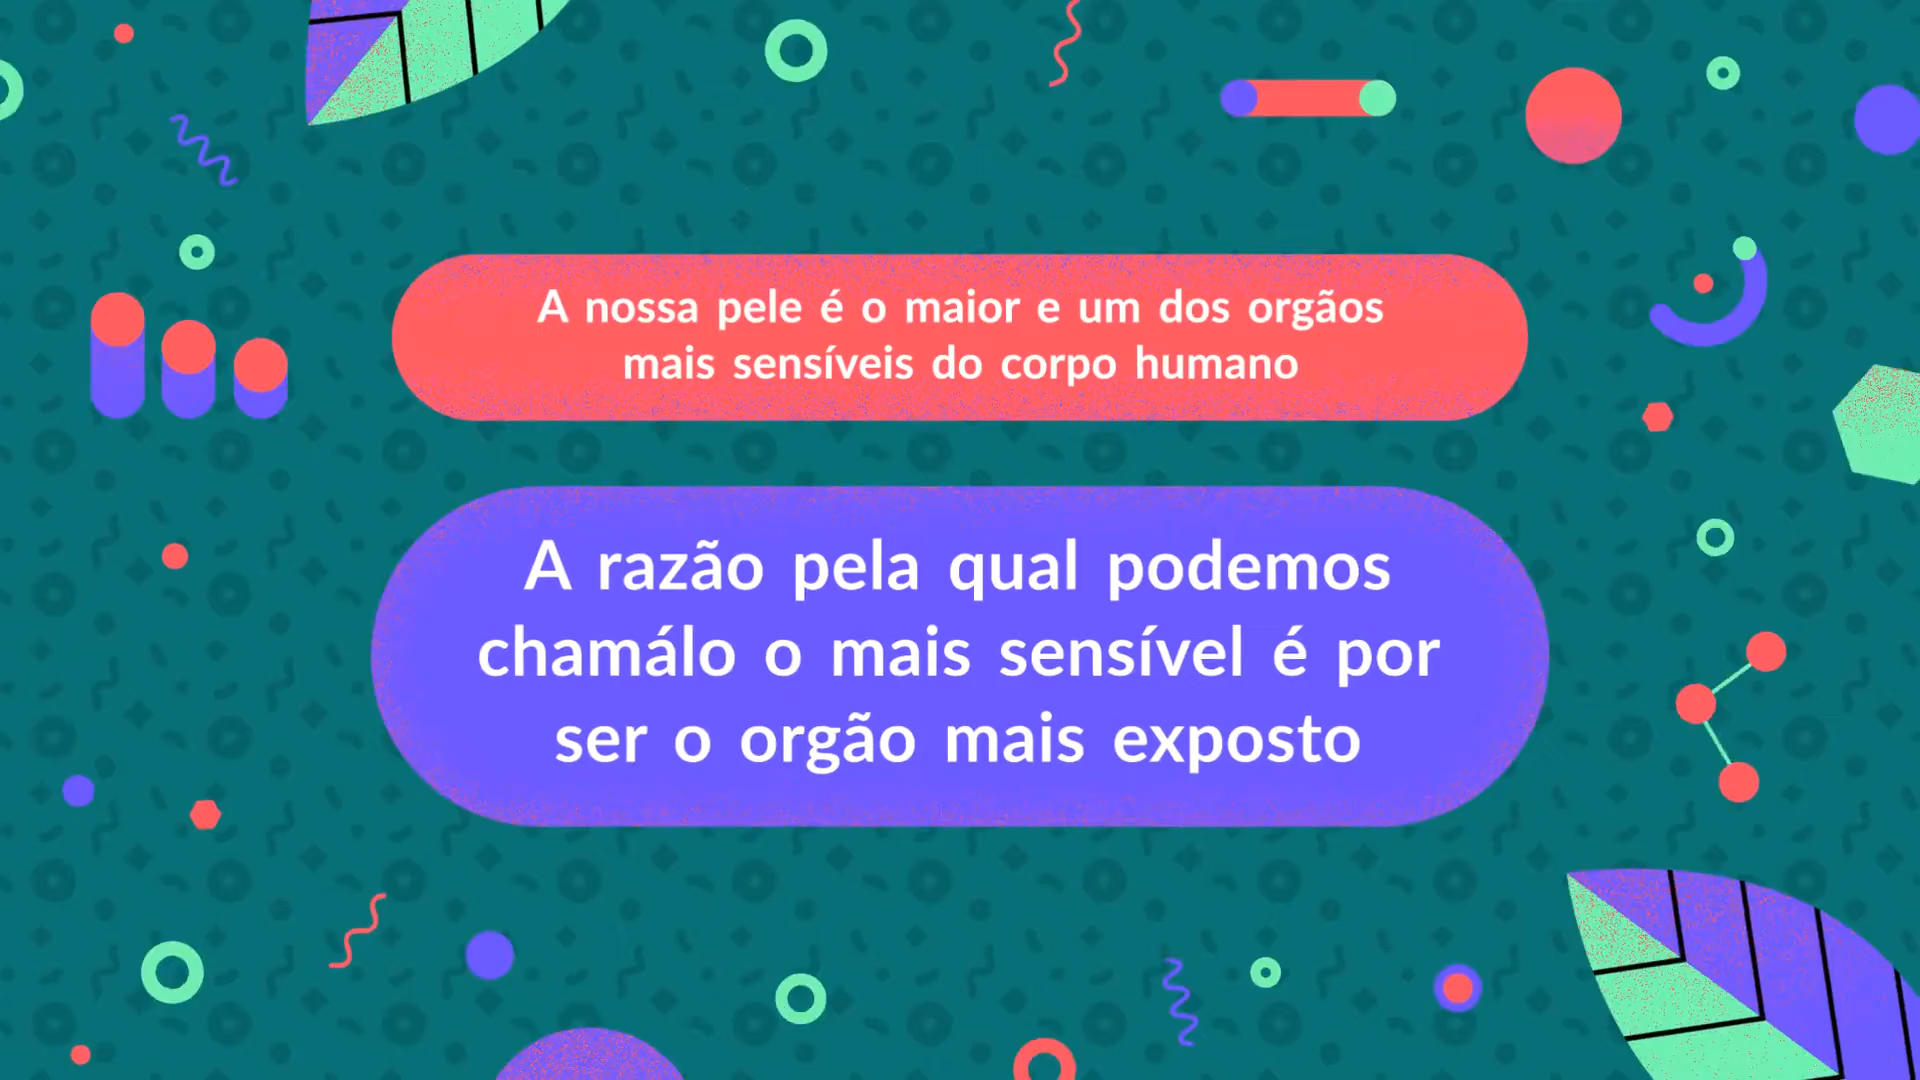 A nossa pele é o maior e um dos orgãos
mais sensíveis do corpo humano
A razão pela qual podemos
chamálo o mais sensível é por
ser o orgão mais exposto